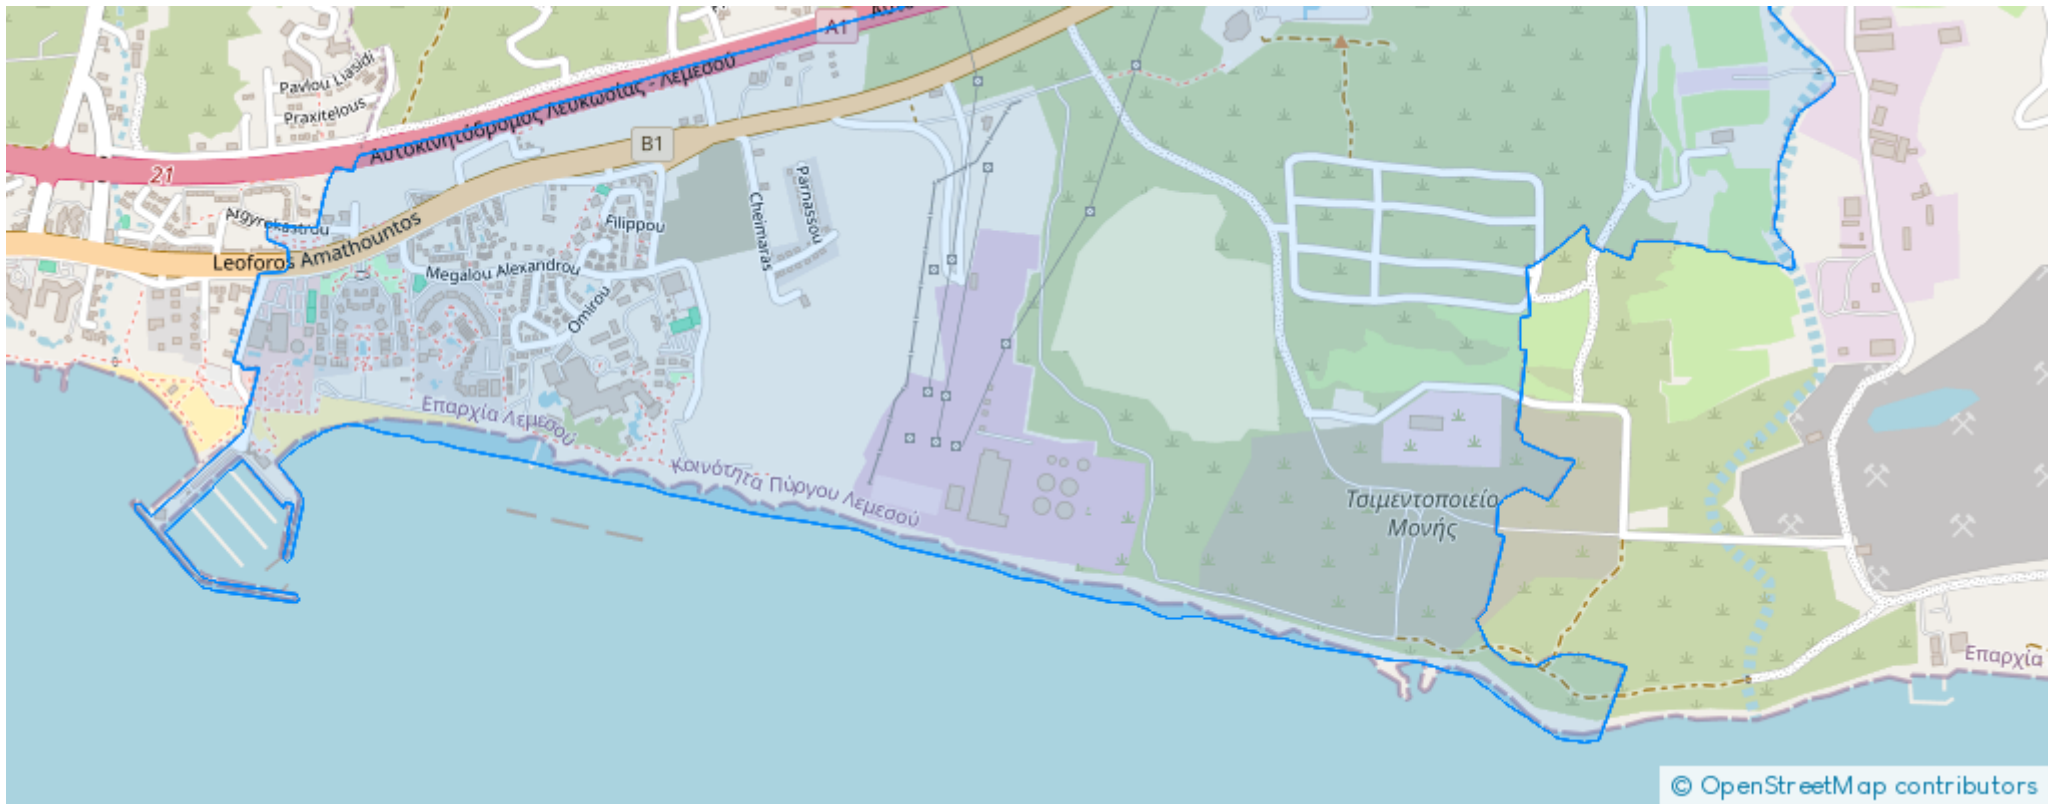 Αυτο
A1
Pavlou Liasidi
Praxitelous
Αυτοκινητόδρομος Λευκωσίας - Λεμεσού
B1
21
Parnassou
Cheimaras
Argyrokastrou
Filippou
Leoforos Amathountos
Megalou Alexandrou
Omirou
Επαρχία Λεμεσού
Κοινότητα Πύργου Λεμεσού
Τσιμεντοποιείο
Μονής
Επαρχία
© OpenStreetMap contributors